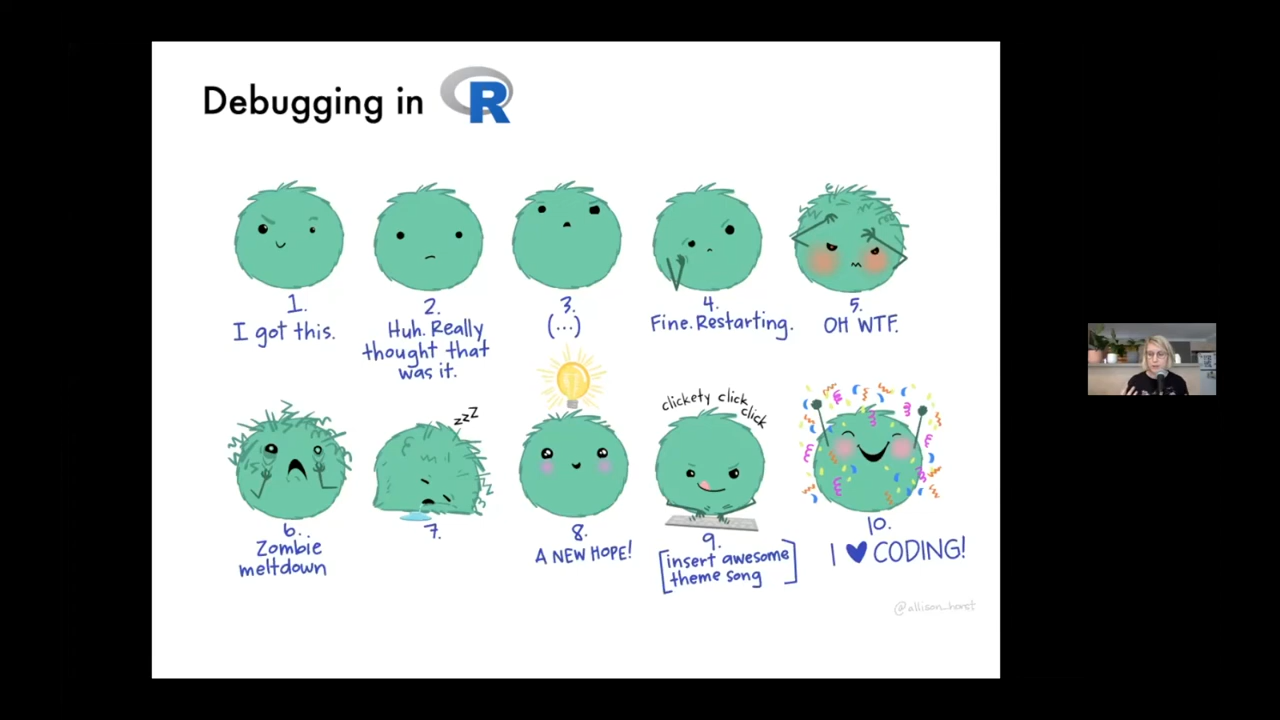 Debugging in R
1.
I got this.
2.
Huh. Really
thought that
was it.
3.
(...)
4.
Fine. Restarting.
5.
OH WTF.
6.
Zombie
meltdown
zzZ
7.
8.
A NEW HOPE!
clickety click click
9.
[insert awesome
theme song]
10.
I ♥ CODING!
@allison_horst